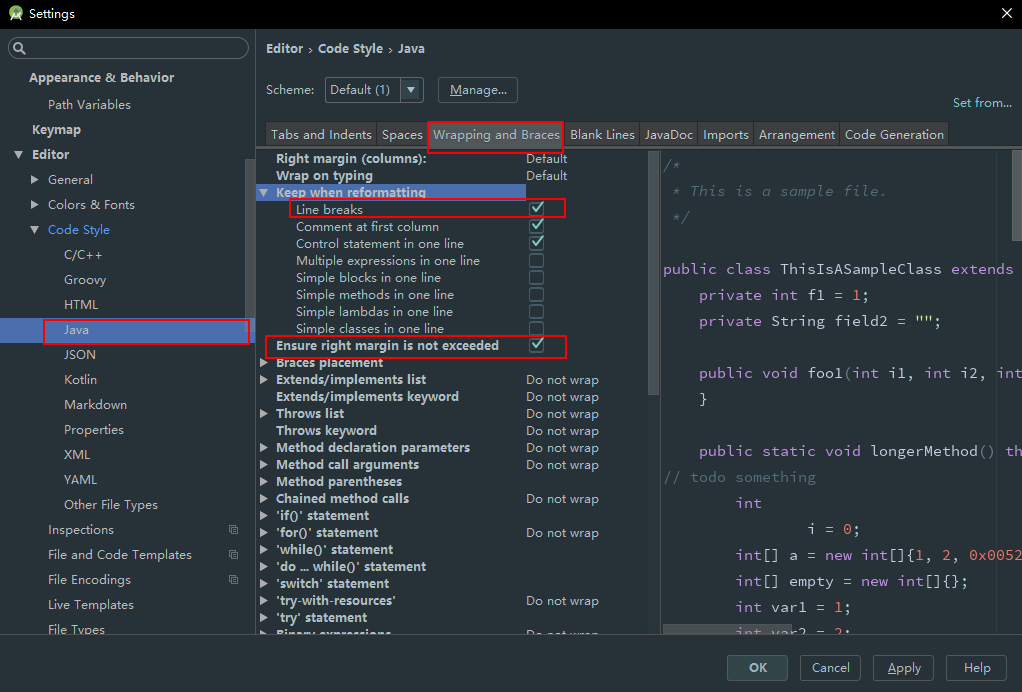 Settings
Editor › Code Style › Java
Scheme: Default (1) Manage...
Set from...
Appearance & Behavior
Path Variables
Keymap
Editor
General
Colors & Fonts
Code Style
C/C++
Groovy
HTML
Java
JSON
Kotlin
Markdown
Properties
XML
YAML
Other File Types
Inspections
File and Code Templates
File Encodings
Live Templates
File Types
Tabs and Indents Spaces Wrapping and Braces Blank Lines JavaDoc Imports Arrangement Code Generation
Right margin (columns): Default
Wrap on typing Default
Keep when reformatting
Line breaks
Comment at first column
Control statement in one line
Multiple expressions in one line
Simple blocks in one line
Simple methods in one line
Simple lambdas in one line
Simple classes in one line
Ensure right margin is not exceeded
Braces placement
Extends/implements list Do not wrap
Extends/implements keyword Do not wrap
Throws list Do not wrap
Throws keyword Do not wrap
Method declaration parameters Do not wrap
Method call arguments Do not wrap
Method parentheses
Chained method calls Do not wrap
'if()' statement
'for()' statement Do not wrap
'while()' statement
'do ... while()' statement
'switch' statement
'try-with-resources' Do not wrap
'try' statement
Binary expressions Do not wrap
/*
* This is a sample file.
*/
public class ThisIsASampleClass extends
private int f1 = 1;
private String field2 = "";
public void foo1(int i1, int i2, int
}
public static void longerMethod() th
// todo something
int
i = 0;
int[] a = new int[]{1, 2, 0x0052
int[] empty = new int[]{};
int var1 = 1;
int var2 = 2;
OK Cancel Apply Help